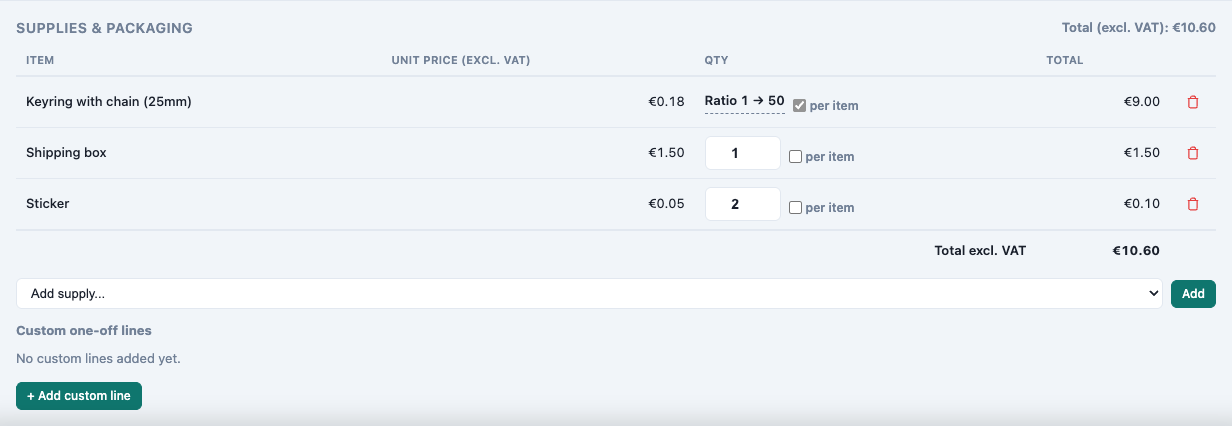 SUPPLIES & PACKAGING Total (excl. VAT): €10.60
ITEM UNIT PRICE (EXCL. VAT) QTY TOTAL
Keyring with chain (25mm) €0.18 Ratio 1 → 50 per item €9.00
Shipping box €1.50 1 per item €1.50
Sticker €0.05 2 per item €0.10
Total excl. VAT €10.60
Add supply... Add
Custom one-off lines
No custom lines added yet.
+ Add custom line